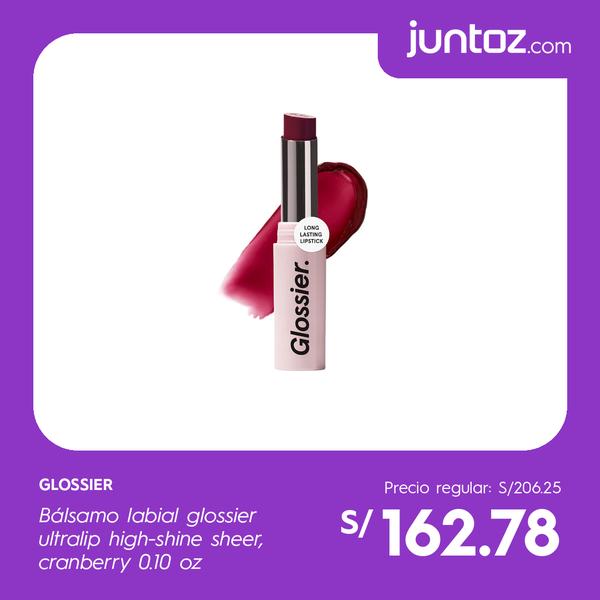 juntoz.com
LONG
LASTING
LIPSTICK
Glossier.
GLOSSIER
Bálsamo labial glossier
ultralip high-shine sheer,
cranberry 0.10 oz
Precio regular: S/206.25
S/162.78